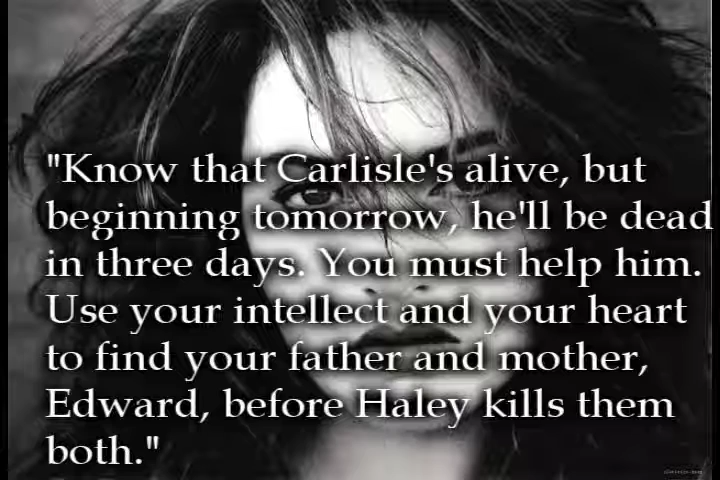 "Know that Carlisle's alive, but
beginning tomorrow, he'll be dead
in three days. You must help him.
Use your intellect and your heart
to find your father and mother,
Edward, before Haley kills them
both."